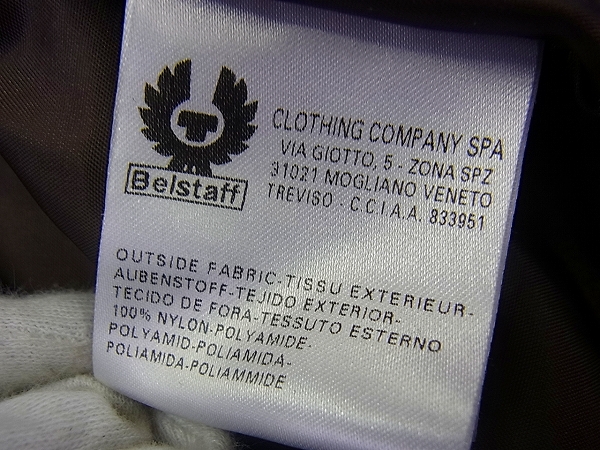 Belstaff
CLOTHING COMPANY SPA
VIA GIOTTO, 5 - ZONA SPZ
31021 MOGLIANO VENETO
TREVISO - C.C.I.A.A. 833951
OUTSIDE FABRIC-TISSU EXTERIEUR-
AUBENSTOFF-TEJIDO EXTERIOR-
TECIDO DE FORA-TESSUTO ESTERNO
100% NYLON-POLYAMIDE-
POLYAMID-POLIAMIDA-
POLIAMIDA-POLIAMMIDE